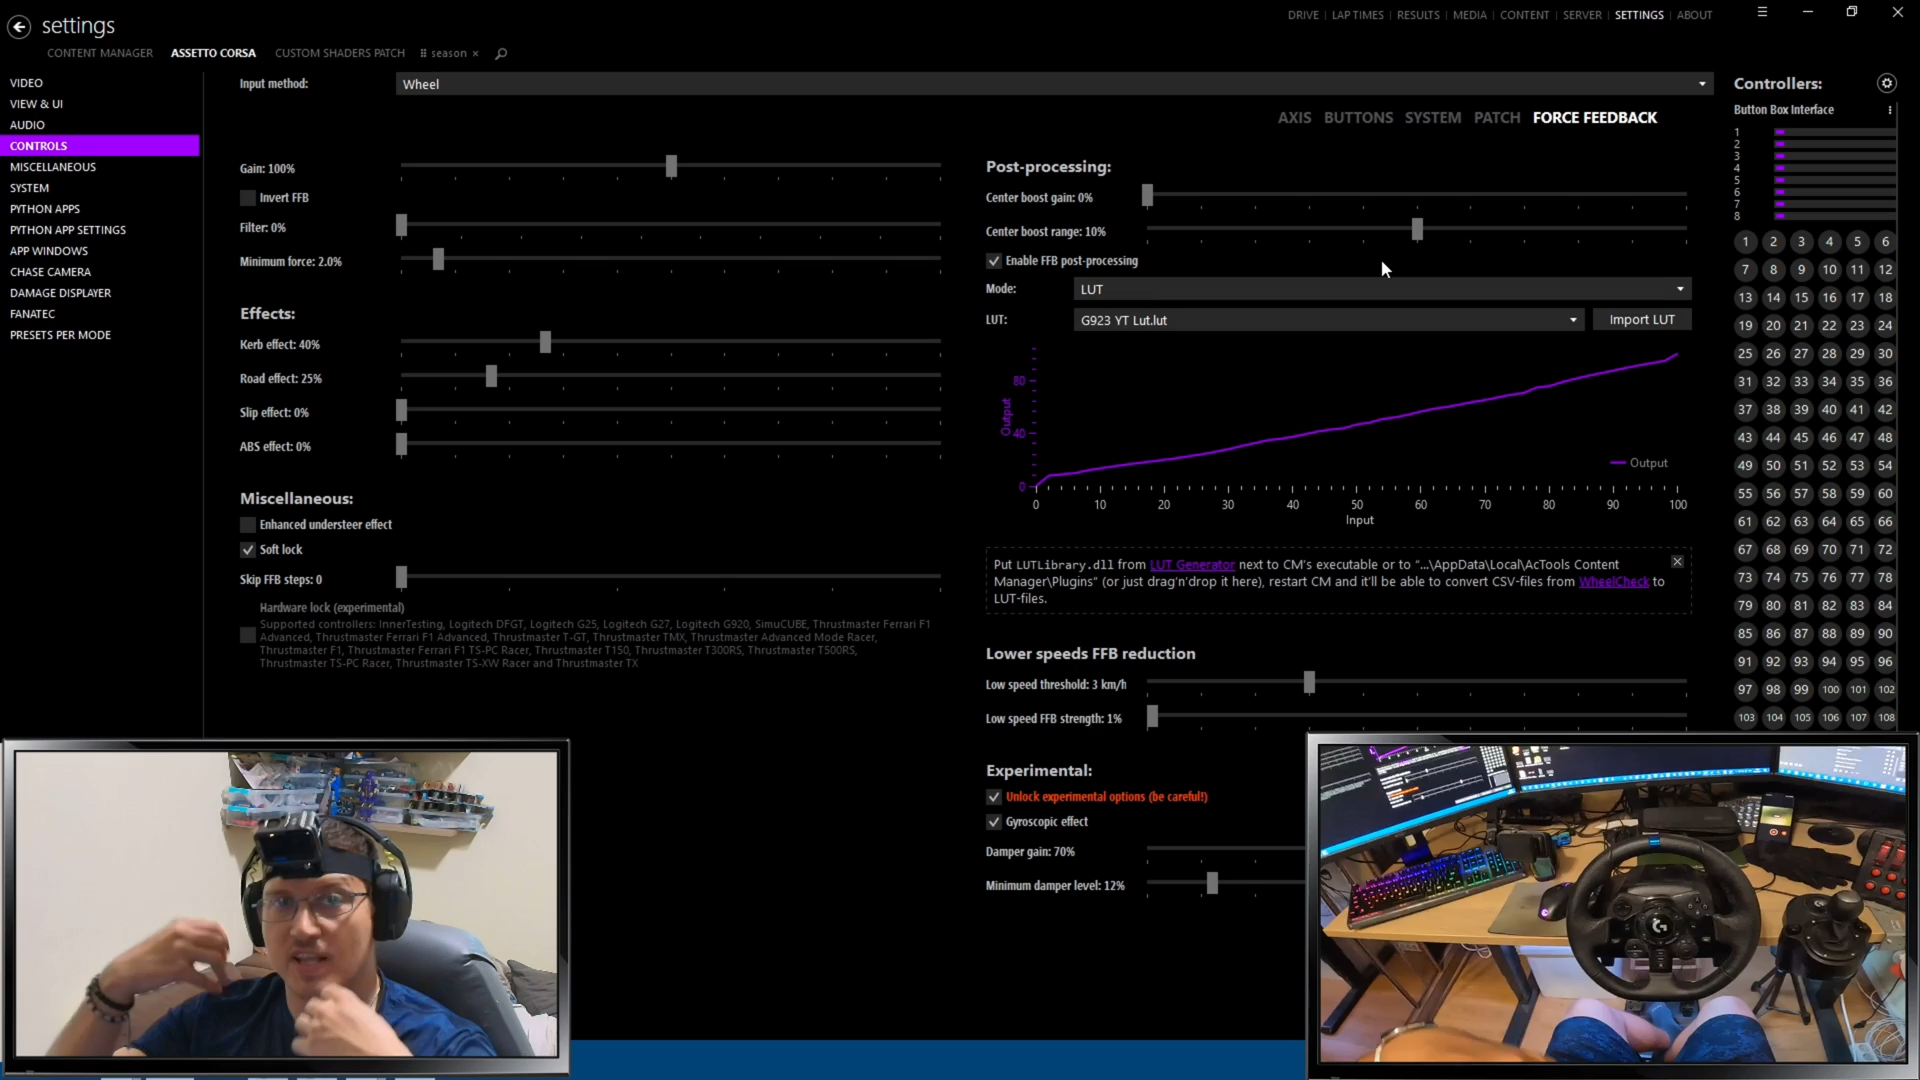 settings
DRIVE | LAP TIMES | RESULTS | MEDIA | CONTENT | SERVER | SETTINGS | ABOUT
CONTENT MANAGER ASSETTO CORSA CUSTOM SHADERS PATCH season ×
VIDEO
VIEW & UI
AUDIO
CONTROLS
MISCELLANEOUS
SYSTEM
PYTHON APPS
PYTHON APP SETTINGS
APP WINDOWS
CHASE CAMERA
DAMAGE DISPLAYER
FANATEC
PRESETS PER MODE
Input method: Wheel
AXIS BUTTONS SYSTEM PATCH FORCE FEEDBACK
Gain: 100%
Invert FFB
Filter: 0%
Minimum force: 2.0%
Effects:
Kerb effect: 40%
Road effect: 25%
Slip effect: 0%
ABS effect: 0%
Miscellaneous:
Enhanced understeer effect
Soft lock
Skip FFB steps: 0
Hardware lock (experimental)
Supported controllers: InnerTesting, Logitech DFGT, Logitech G25, Logitech G27, Logitech G920, SimuCUBE, Thrustmaster Ferrari F1
Advanced, Thrustmaster Ferrari F1 Advanced, Thrustmaster T-GT, Thrustmaster TMX, Thrustmaster Advanced Mode Racer,
Thrustmaster F1, Thrustmaster Ferrari F1 TS-PC Racer, Thrustmaster T150, Thrustmaster T300RS, Thrustmaster T500RS,
Thrustmaster TS-PC Racer, Thrustmaster TS-XW Racer and Thrustmaster TX
Post-processing:
Center boost gain: 0%
Center boost range: 10%
Enable FFB post-processing
Mode: LUT
LUT: G923 YT Lut.lut Import LUT
80
40
0
Output
Output
0 10 20 30 40 50 60 70 80 90 100
Input
Put LUTLibrary.dll from LUT Generator next to CM's executable or to "...\AppData\Local\AcTools Content
Manager\Plugins" (or just drag'n'drop it here), restart CM and it'll be able to convert CSV-files from WheelCheck to
LUT-files.
Lower speeds FFB reduction
Low speed threshold: 3 km/h
Low speed FFB strength: 1%
Experimental:
Unlock experimental options (be careful!)
Gyroscopic effect
Damper gain: 70%
Minimum damper level: 12%
Controllers:
Button Box Interface
1
2
3
4
5
6
7
8
1 2 3 4 5 6
7 8 9 10 11 12
13 14 15 16 17 18
19 20 21 22 23 24
25 26 27 28 29 30
31 32 33 34 35 36
37 38 39 40 41 42
43 44 45 46 47 48
49 50 51 52 53 54
55 56 57 58 59 60
61 62 63 64 65 66
67 68 69 70 71 72
73 74 75 76 77 78
79 80 81 82 83 84
85 86 87 88 89 90
91 92 93 94 95 96
97 98 99 100 101 102
103 104 105 106 107 108